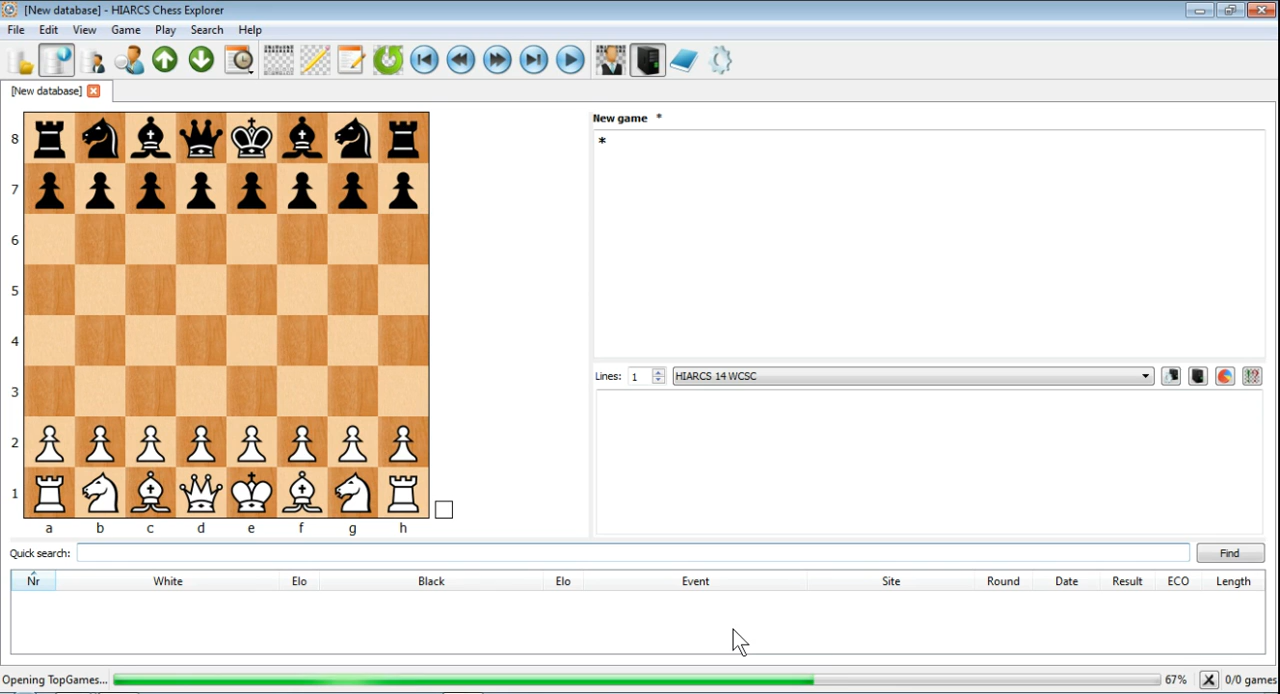 [New database] - HIARCS Chess Explorer
File Edit View Game Play Search Help
[New database]
New game *
*
8
7
6
5
4
3
2
1
a b c d e f g h
Lines: 1 HIARCS 14 WCSC
Quick search: Find
Nr White Elo Black Elo Event Site Round Date Result ECO Length
Opening TopGames... 67% 0/0 games